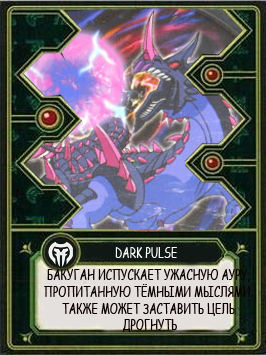 DARK PULSE
БАКУГАН ИСПУСКАЕТ УЖАСНУЮ АУРУ,
ПРОПИТАННУЮ ТЁМНЫМИ МЫСЛЯМИ.
ТАКЖЕ МОЖЕТ ЗАСТАВИТЬ ЦЕЛЬ
ДРОГНУТЬ